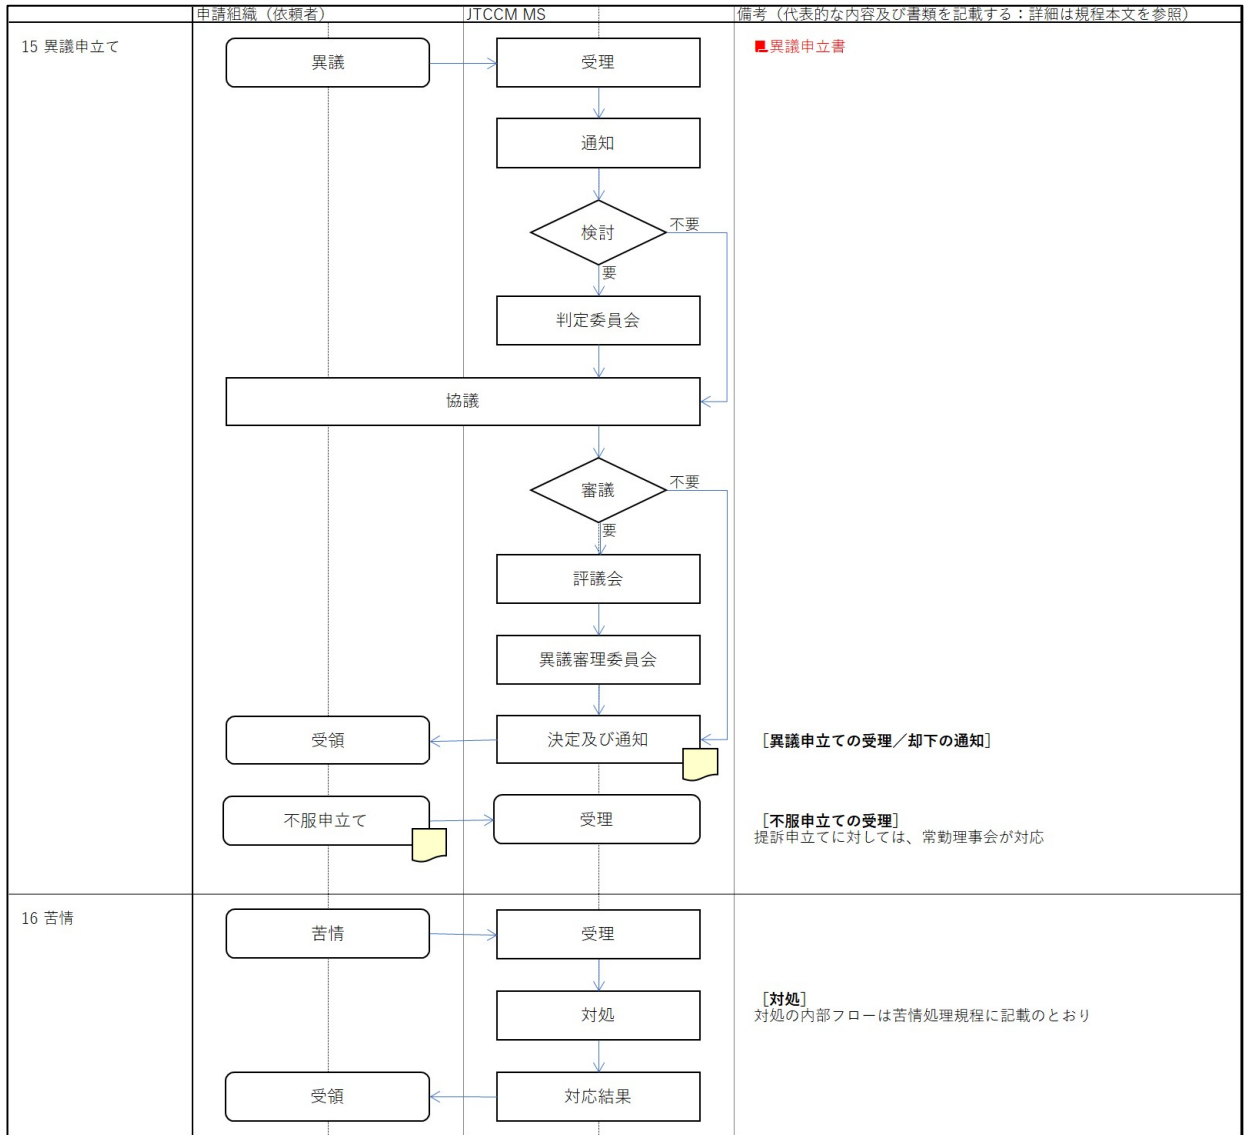 申請組織（依頼者）
JTCCM MS
備考（代表的な内容及び書類を記載する：詳細は規程本文を参照）
15 異議申立て
異議
受理
異議申立書
通知
検討
不要
要
判定委員会
協議
審議
不要
要
評議会
異議審理委員会
受領
決定及び通知
［異議申立ての受理／却下の通知］
不服申立て
受理
［不服申立ての受理］
提訴申立てに対しては、常勤理事会が対応
16 苦情
苦情
受理
対処
［対処］
対処の内部フローは苦情処理規程に記載のとおり
受領
対応結果